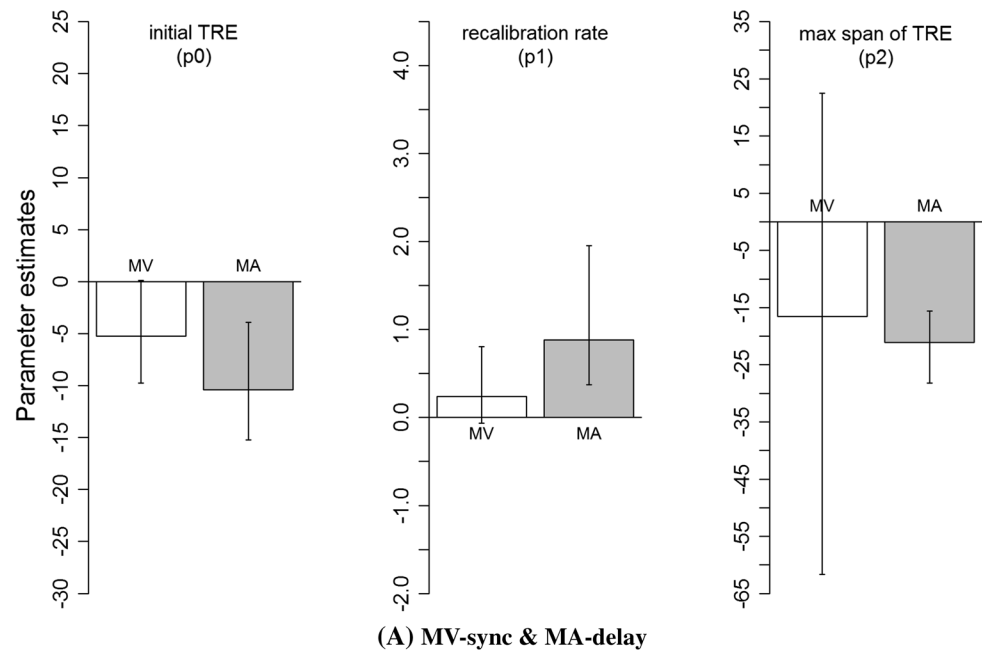 Parameter estimates
initial TRE
(p0)
25
20
15
10
5
0
-5
-10
-15
-20
-25
-30
MV
MA
recalibration rate
(p1)
4.0
3.0
2.0
1.0
0.0
-1.0
-2.0
MV
MA
max span of TRE
(p2)
35
25
15
5
-5
-15
-25
-35
-45
-55
-65
MV
MA
(A) MV-sync & MA-delay